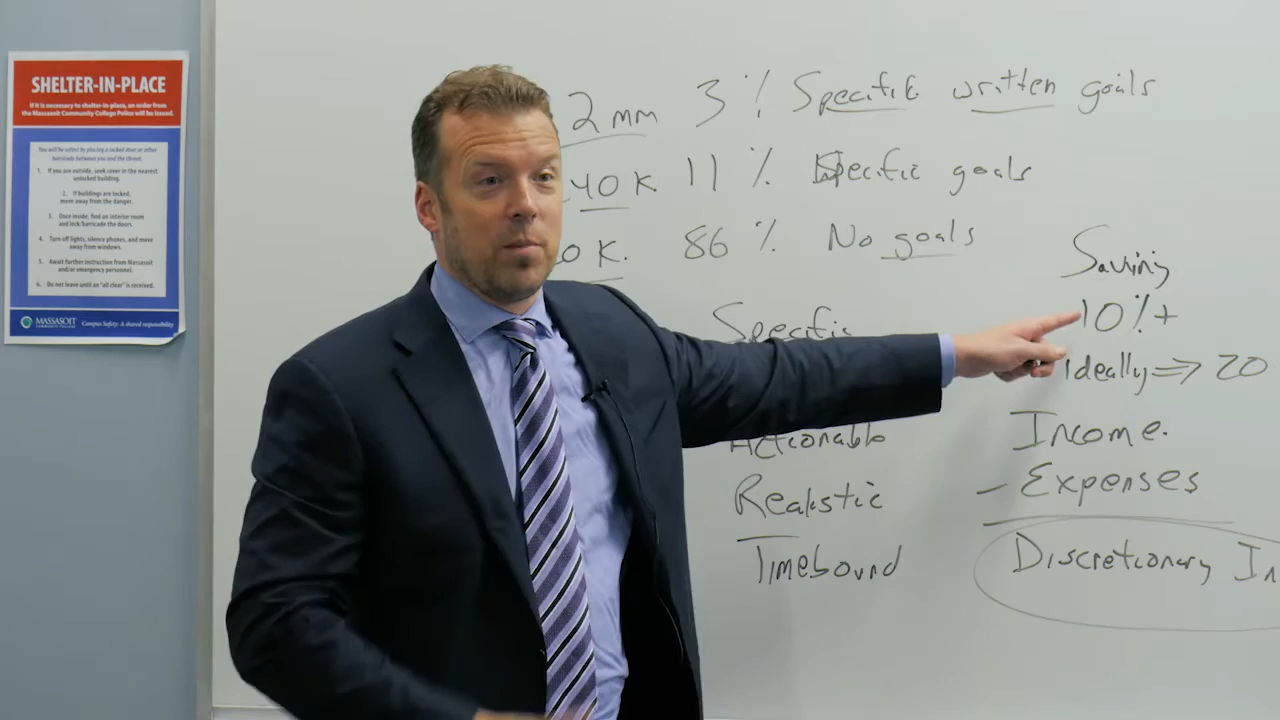 SHELTER-IN-PLACE
If it is necessary to shelter-in-place, an order from
the Massasoit Community College Police will be issued.
You will be safest by placing a locked door or other
barricade between you and the threat.
1. If you are outside, seek cover in the nearest
unlocked building.
2. If buildings are locked,
move away from the danger.
3. Once inside, find an interior room
and lock/barricade the doors.
4. Turn off lights, silence phones, and move
away from windows.
5. Await further instruction from Massasoit
and/or emergency personnel.
6. Do not leave until an "all clear" is received.
MASSASOIT
COMMUNITY COLLEGE
Campus Safety: A shared responsibility
2mm 3% Specific written goals
40K 11% Specific goals
0K. 86% No goals
Specific
Actionable
Realistic
Timebound
Saving
10%+
Ideally => 20
Income.
- Expenses
Discretionary In